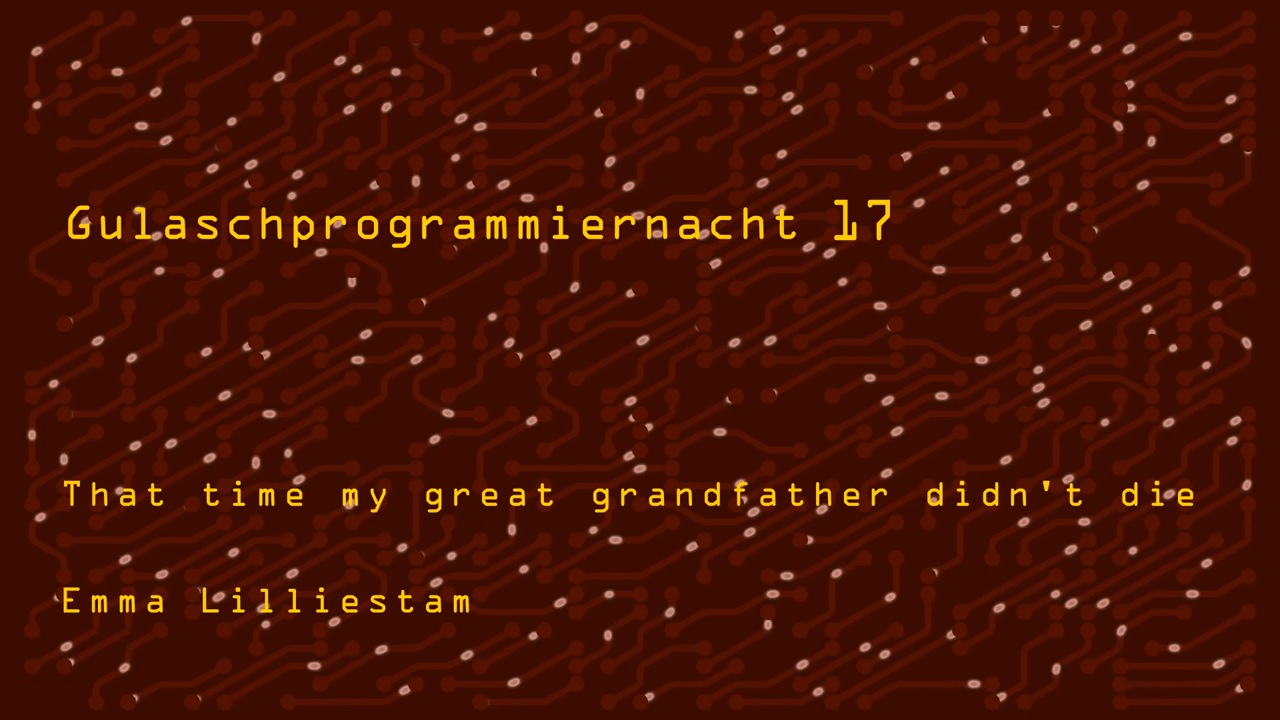 Gulaschprogrammiernacht 17
That time my great grandfather didn't die
Emma Lilliestam